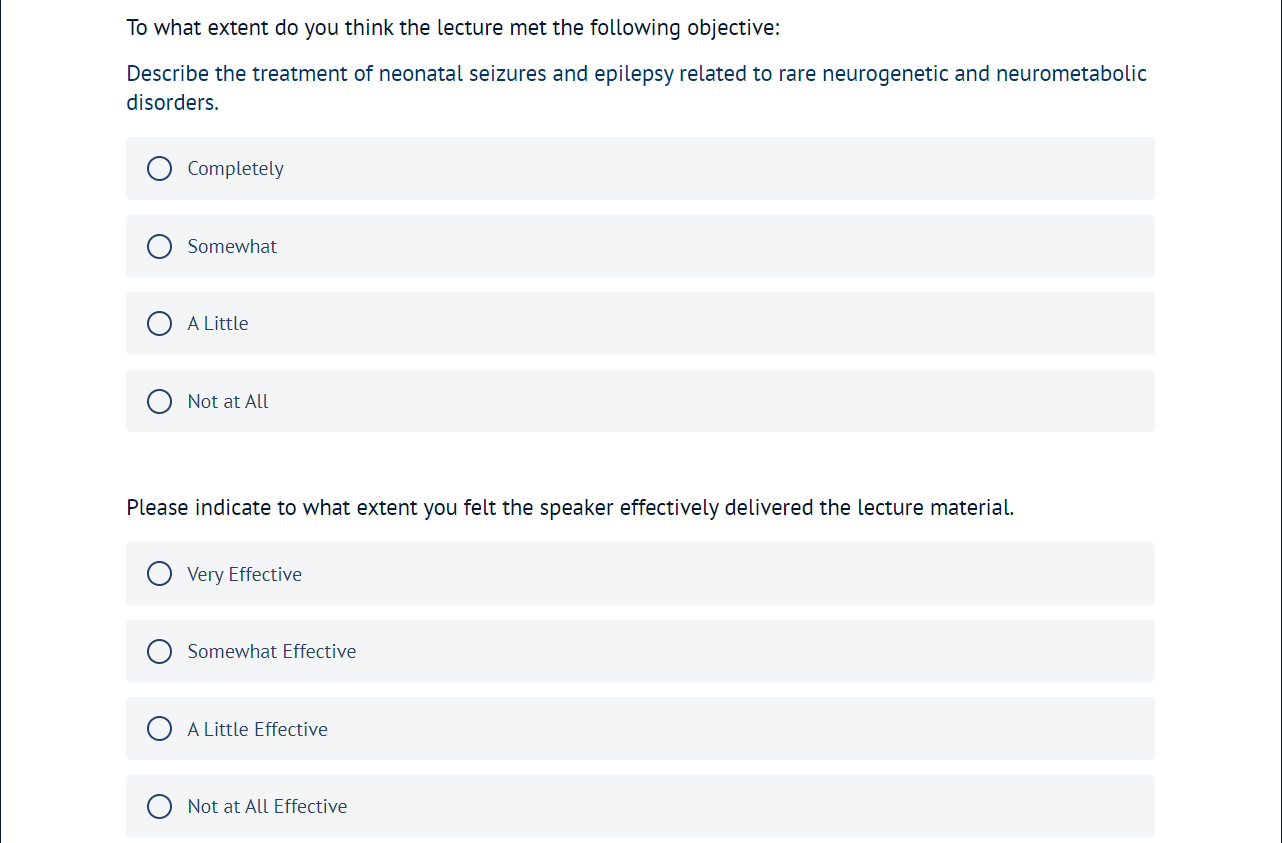 To what extent do you think the lecture met the following objective:
Describe the treatment of neonatal seizures and epilepsy related to rare neurogenetic and neurometabolic
disorders.
Completely
Somewhat
A Little
Not at All
Please indicate to what extent you felt the speaker effectively delivered the lecture material.
Very Effective
Somewhat Effective
A Little Effective
Not at All Effective